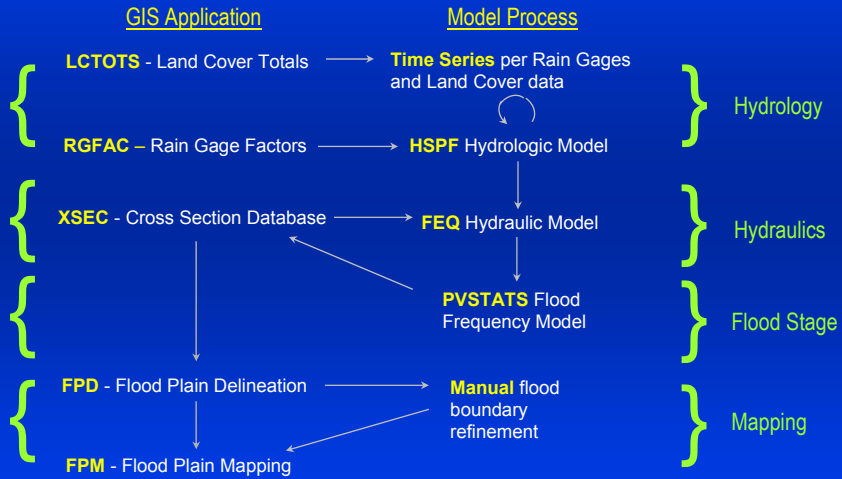 GIS Application
Model Process
LCTOTS - Land Cover Totals
Time Series per Rain Gages
and Land Cover data
Hydrology
RGFAC – Rain Gage Factors
HSPF Hydrologic Model
XSEC - Cross Section Database
FEQ Hydraulic Model
Hydraulics
PVSTATS Flood
Frequency Model
Flood Stage
FPD - Flood Plain Delineation
Manual flood
boundary
refinement
Mapping
FPM - Flood Plain Mapping